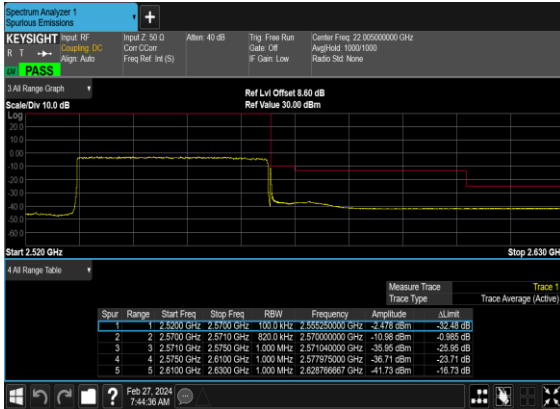 Spectrum Analyzer 1
Spurious Emissions
+
KEYSIGHT
R T
Input: RF
Coupling: DC
Align: Auto
Input Z: 50 Ω
Corr CCorr
Freq Ref: Int (S)
Atten: 40 dB
Trig: Free Run
Gate: Off
IF Gain: Low
Center Freq: 22.005000000 GHz
Avg|Hold: 1000/1000
Radio Std: None
PASS
3 All Range Graph
Scale/Div 10.0 dB
Ref Lvl Offset 8.60 dB
Ref Value 30.00 dBm
Log
20.0
10.0
0.00
-10.0
-20.0
-30.0
-40.0
-50.0
-60.0
Start 2.520 GHz
Stop 2.630 GH
4 All Range Table
Measure Trace Trace 1
Trace Type Trace Average (Active)
Spur Range Start Freq Stop Freq RBW Frequency Amplitude ΔLimit
1 1 2.5200 GHz 2.5700 GHz 100.0 kHz 2.555250000 GHz -2.478 dBm -32.48 dB
2 2 2.5700 GHz 2.5710 GHz 820.0 kHz 2.570000000 GHz -10.98 dBm -0.985 dB
3 3 2.5710 GHz 2.5750 GHz 1.000 MHz 2.571040000 GHz -35.95 dBm -25.95 dB
4 4 2.5750 GHz 2.6100 GHz 1.000 MHz 2.577975000 GHz -36.71 dBm -23.71 dB
5 5 2.6100 GHz 2.6300 GHz 1.000 MHz 2.628766667 GHz -41.73 dBm -16.73 dB
?
Feb 27, 2024
7:44:36 AM